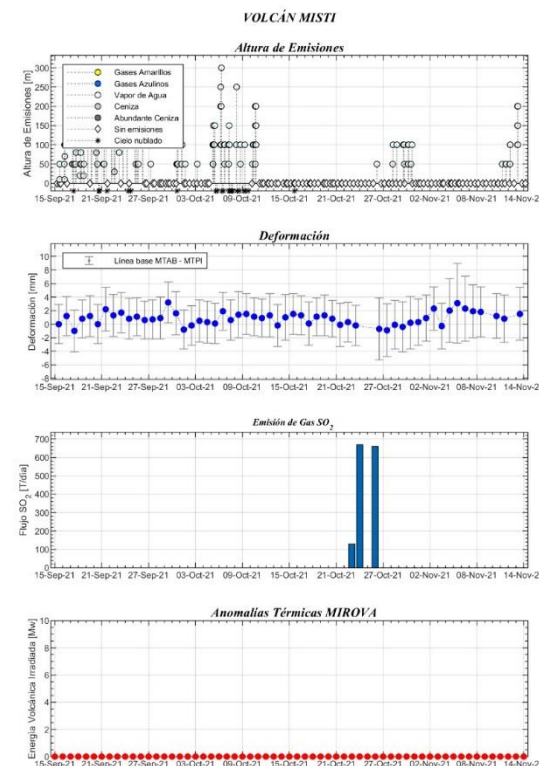 VOLCÁN MISTI
Altura de Emisiones
Altura de Emisiones [m]
300
250
200
150
100
50
0
Gases Amarillos
Gases Azulinos
Vapor de Agua
Ceniza
Abundante Ceniza
Sin emisiones
Cielo nublado
15-Sep-21 21-Sep-21 27-Sep-21 03-Oct-21 09-Oct-21 15-Oct-21 21-Oct-21 27-Oct-21 02-Nov-21 08-Nov-21 14-Nov-2
Deformación
Deformación [mm]
10
8
6
4
2
0
-2
-4
-6
-8
Línea base MTAB - MTPI
15-Sep-21 21-Sep-21 27-Sep-21 03-Oct-21 09-Oct-21 15-Oct-21 21-Oct-21 27-Oct-21 02-Nov-21 08-Nov-21 14-Nov-2
Emisión de Gas SO2
Flujo SO2 [T/día]
700
600
500
400
300
200
100
0
15-Sep-21 21-Sep-21 27-Sep-21 03-Oct-21 09-Oct-21 15-Oct-21 21-Oct-21 27-Oct-21 02-Nov-21 08-Nov-21 14-Nov-2
Anomalías Térmicas MIROVA
Energía Volcánica Irradiada [Mw]
10
8
6
4
2
0
15-Sep-21 21-Sep-21 27-Sep-21 03-Oct-21 09-Oct-21 15-Oct-21 21-Oct-21 27-Oct-21 02-Nov-21 08-Nov-21 14-Nov-2